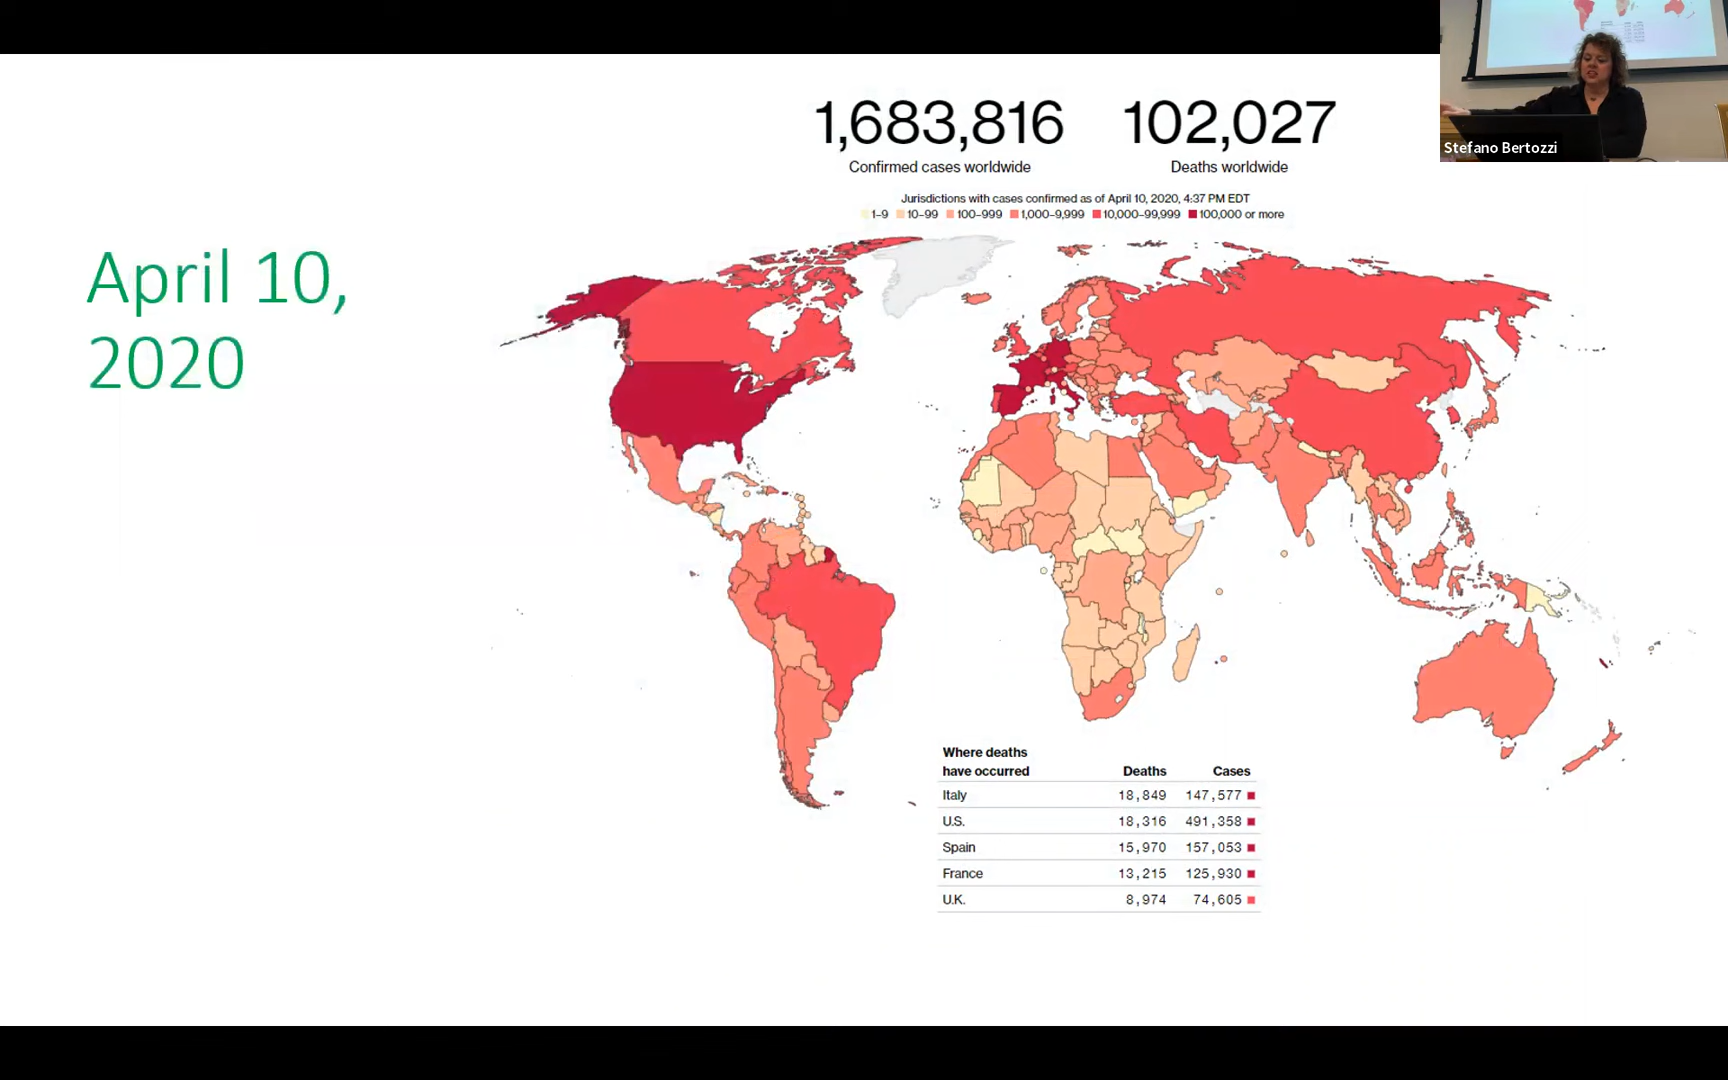 Stefano Bertozzi
1,683,816 102,027
Confirmed cases worldwide Deaths worldwide
Jurisdictions with cases confirmed as of April 10, 2020, 4:37 PM EDT
1–9 10–99 100–999 1,000–9,999 10,000–99,999 100,000 or more
April 10,
2020
Where deaths
have occurred Deaths Cases
Italy 18,849 147,577
U.S. 18,316 491,358
Spain 15,970 157,053
France 13,215 125,930
U.K. 8,974 74,605